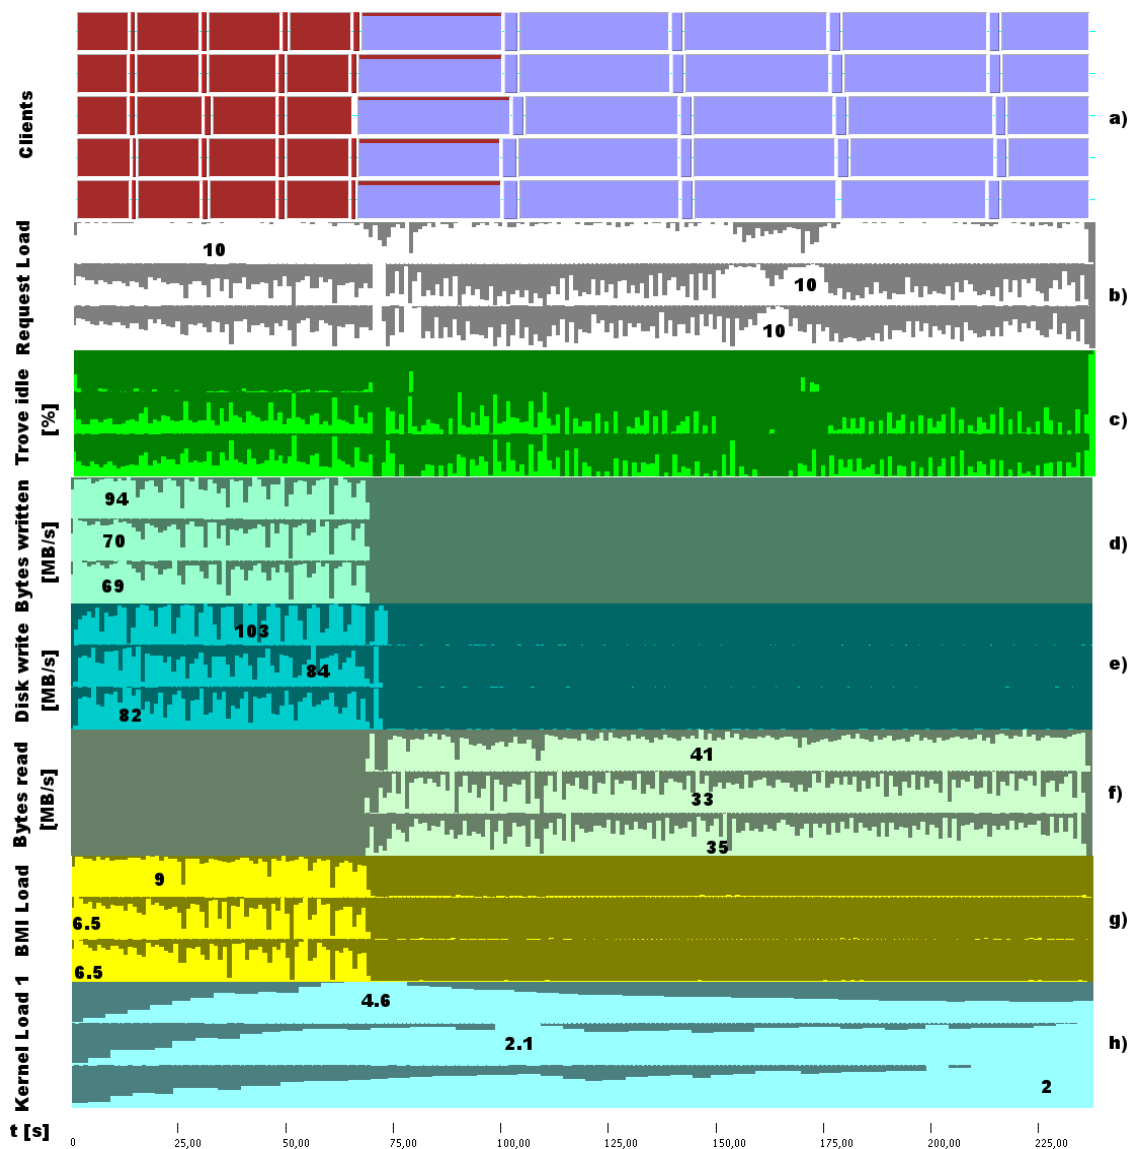 Clients
a)
Request Load
10
10
10
b)
Trove idle
[%]
c)
Bytes written
[MB/s]
94
70
69
d)
Disk write
[MB/s]
103
84
82
e)
Bytes read
[MB/s]
41
33
35
f)
BMI Load
9
6.5
6.5
g)
Kernel Load 1
4.6
2.1
2
h)
t [s]
0 25,00 50,00 75,00 100,00 125,00 150,00 175,00 200,00 225,00